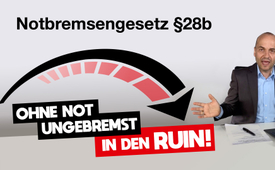 Notbremsengesetz §28b
OHNE NOT
UNGEBREMST
IN DEN RUIN!